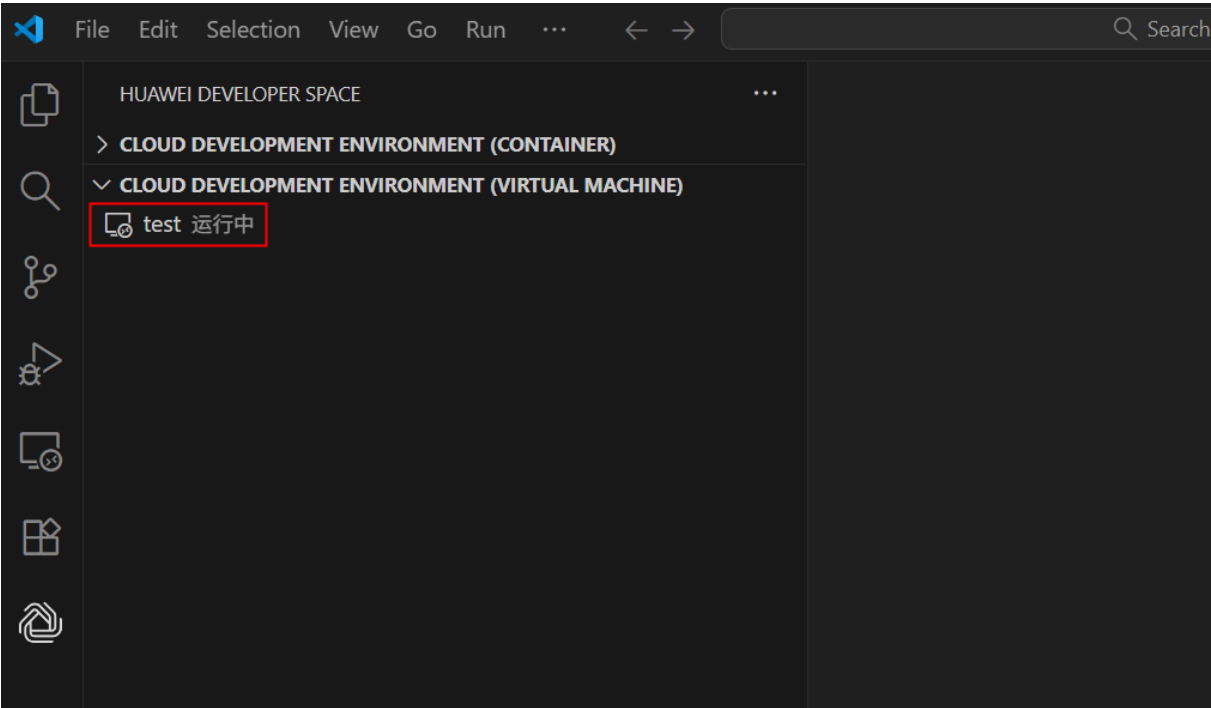 File Edit Selection View Go Run ··· ← → Search
HUAWEI DEVELOPER SPACE ···
CLOUD DEVELOPMENT ENVIRONMENT (CONTAINER)
CLOUD DEVELOPMENT ENVIRONMENT (VIRTUAL MACHINE)
test 运行中